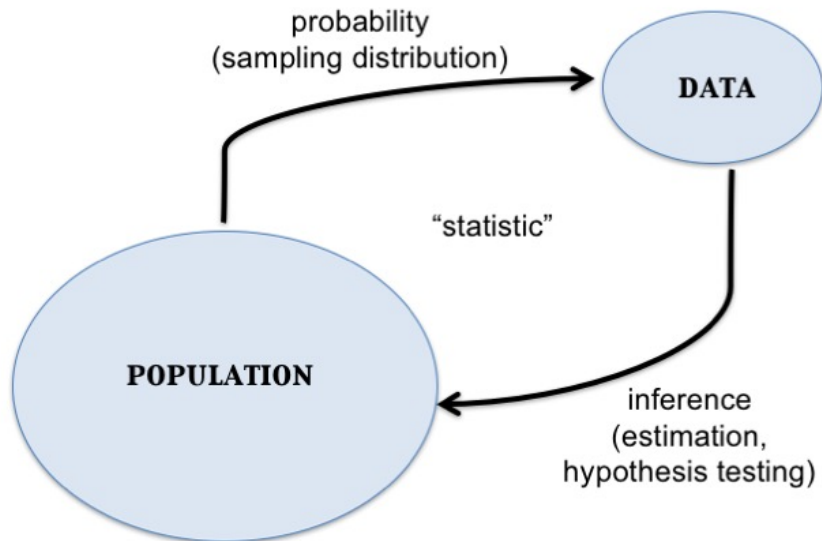 probability
(sampling distribution)
DATA
“statistic”
POPULATION
inference
(estimation,
hypothesis testing)